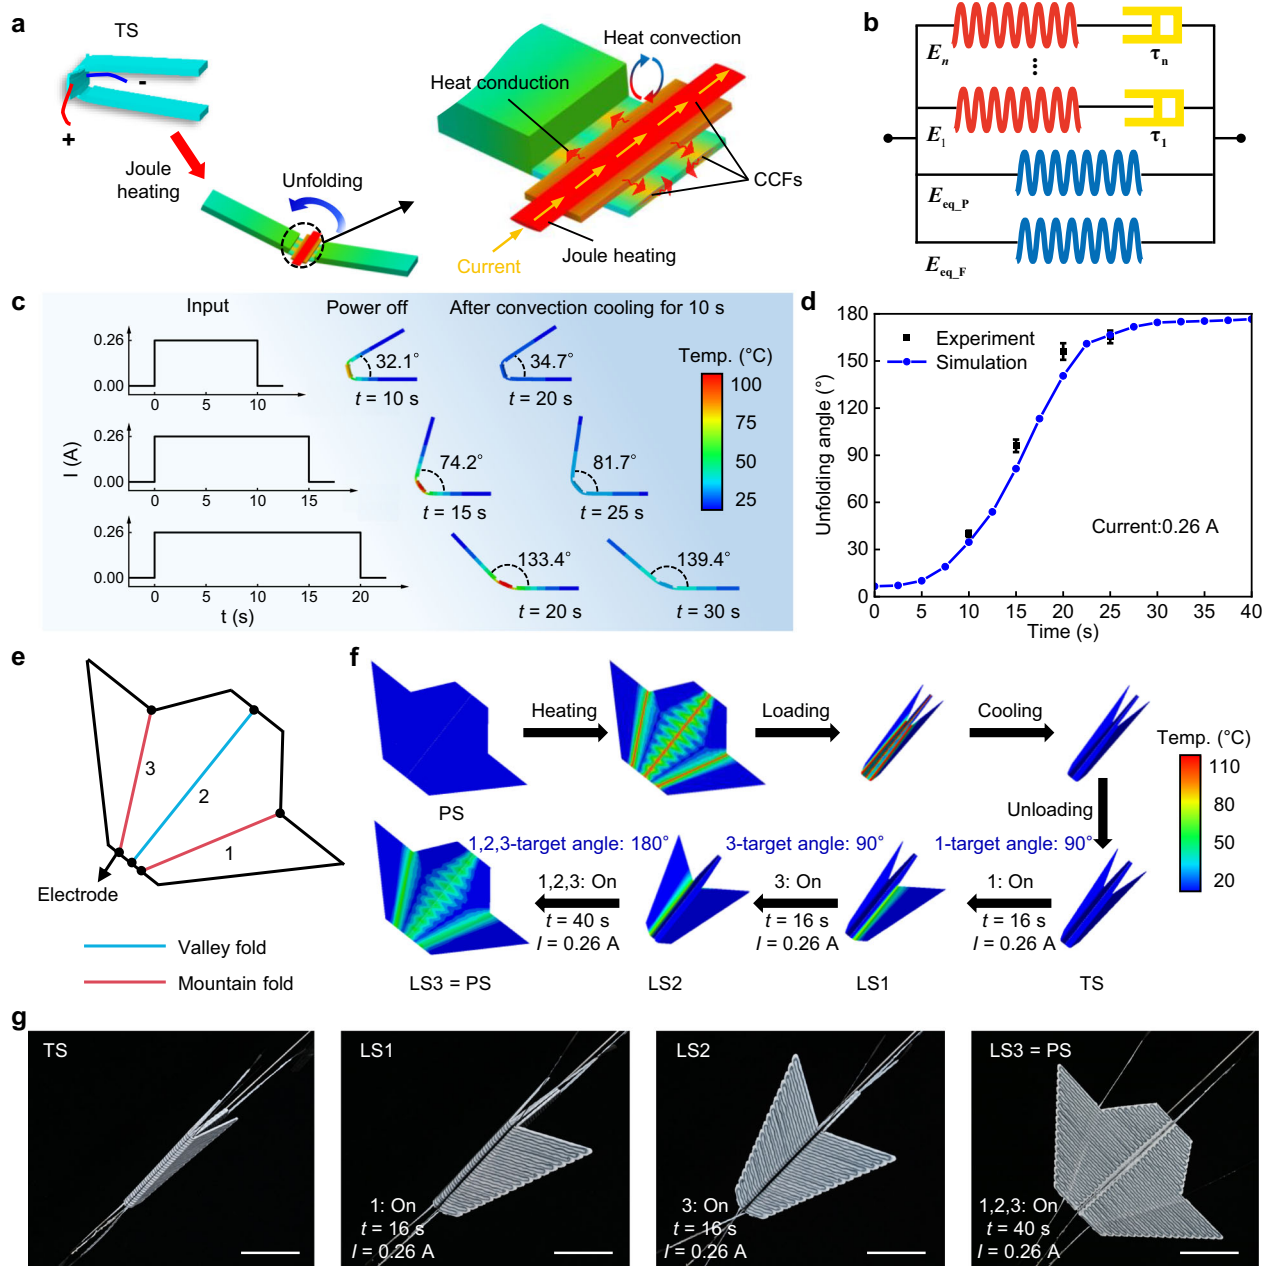 a
TS
-
+
Joule
heating
Unfolding
Heat convection
Heat conduction
CCFs
Joule heating
Current
b
E_n
τ_n
⋮
E_1
τ_1
E_eq_P
E_eq_F
c
Input
Power off
After convection cooling for 10 s
0.26
0.00
0 5 10
32.1°
t = 10 s
34.7°
t = 20 s
Temp. (°C)
100
75
50
25
I (A)
0.26
0.00
0 5 10 15
74.2°
t = 15 s
81.7°
t = 25 s
0.26
0.00
0 5 10 15 20
t (s)
133.4°
t = 20 s
139.4°
t = 30 s
d
Unfolding angle (°)
180
150
120
90
60
30
0
Experiment
Simulation
Current:0.26 A
0 5 10 15 20 25 30 35 40
Time (s)
e
3
2
1
Electrode
Valley fold
Mountain fold
f
PS
Heating
Loading
Cooling
Unloading
Temp. (°C)
110
80
50
20
1,2,3-target angle: 180°
3-target angle: 90°
1-target angle: 90°
1,2,3: On
t = 40 s
I = 0.26 A
3: On
t = 16 s
I = 0.26 A
1: On
t = 16 s
I = 0.26 A
LS3 = PS
LS2
LS1
TS
g
TS
LS1
1: On
t = 16 s
I = 0.26 A
LS2
3: On
t = 16 s
I = 0.26 A
LS3 = PS
1,2,3: On
t = 40 s
I = 0.26 A